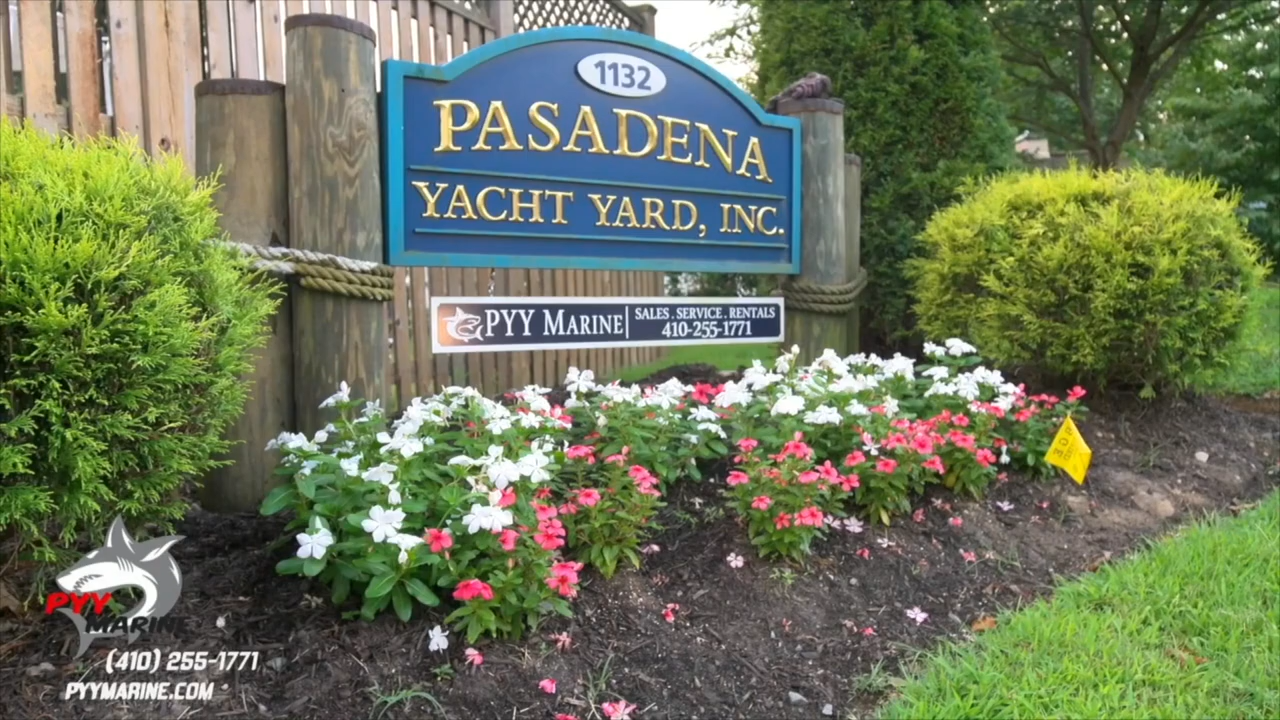 1132
PASADENA
YACHT YARD, INC.
PYY MARINE
SALES . SERVICE . RENTALS
410-255-1771
PYY
MARINE
(410) 255-1771
PYYMARINE.COM